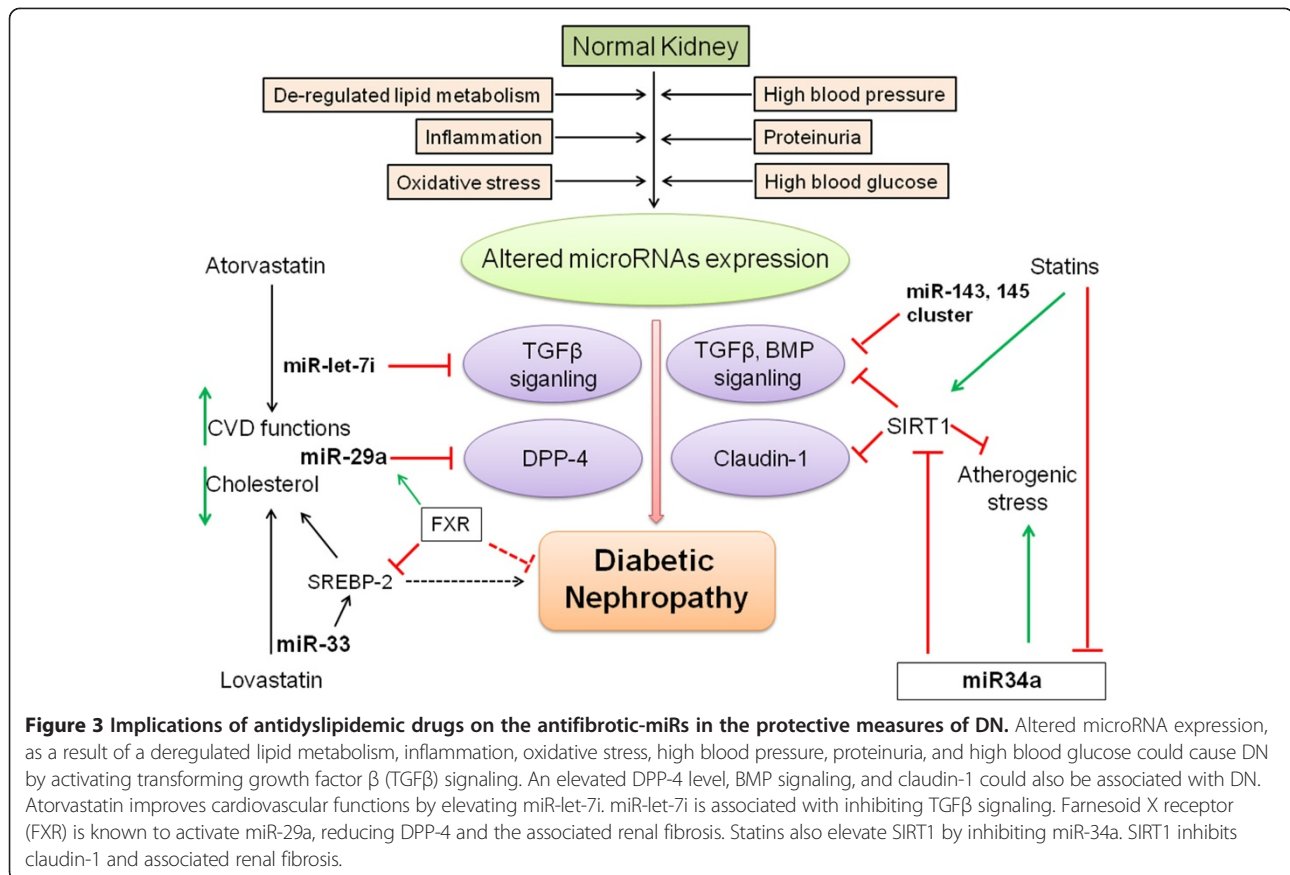 Normal Kidney
De-regulated lipid metabolism
High blood pressure
Inflammation
Proteinuria
Oxidative stress
High blood glucose
Altered microRNAs expression
Atorvastatin
Statins
miR-143, 145
cluster
miR-let-7i
TGFβ
siganling
TGFβ, BMP
siganling
CVD functions
SIRT1
miR-29a
DPP-4
Claudin-1
Cholesterol
Atherogenic
stress
FXR
SREBP-2
Diabetic
Nephropathy
miR-33
Lovastatin
miR34a
Figure 3 Implications of antidyslipidemic drugs on the antifibrotic-miRs in the protective measures of DN. Altered microRNA expression,
as a result of a deregulated lipid metabolism, inflammation, oxidative stress, high blood pressure, proteinuria, and high blood glucose could cause DN
by activating transforming growth factor β (TGFβ) signaling. An elevated DPP-4 level, BMP signaling, and claudin-1 could also be associated with DN.
Atorvastatin improves cardiovascular functions by elevating miR-let-7i. miR-let-7i is associated with inhibiting TGFβ signaling. Farnesoid X receptor
(FXR) is known to activate miR-29a, reducing DPP-4 and the associated renal fibrosis. Statins also elevate SIRT1 by inhibiting miR-34a. SIRT1 inhibits
claudin-1 and associated renal fibrosis.